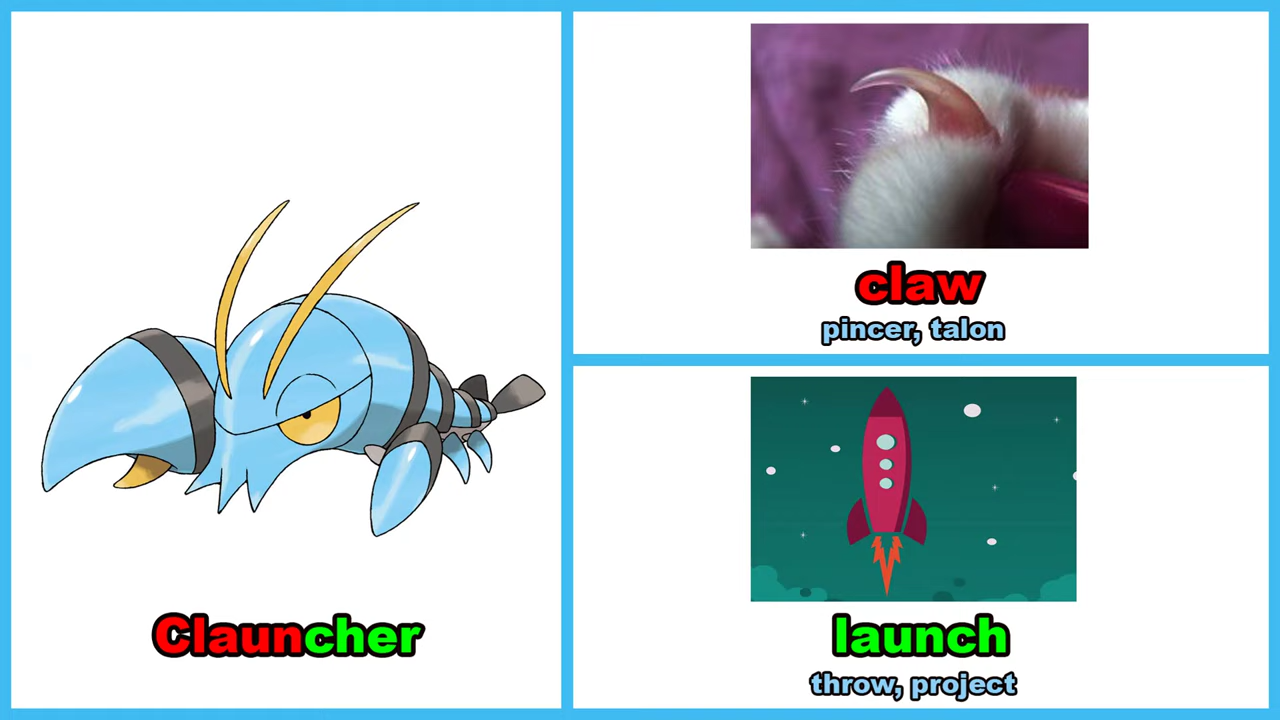 Clauncher
claw
pincer, talon
launch
throw, project